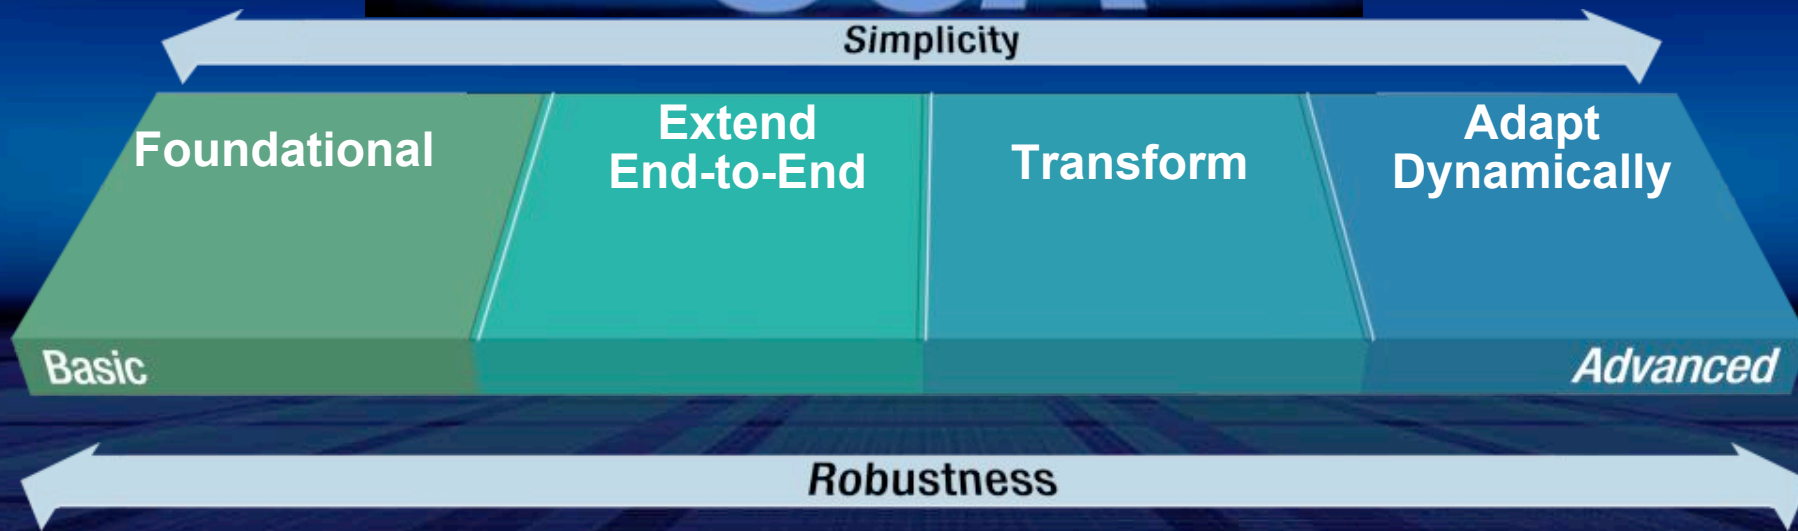 Simplicity
Foundational
Extend
End-to-End
Transform
Adapt
Dynamically
Basic
Advanced
Robustness